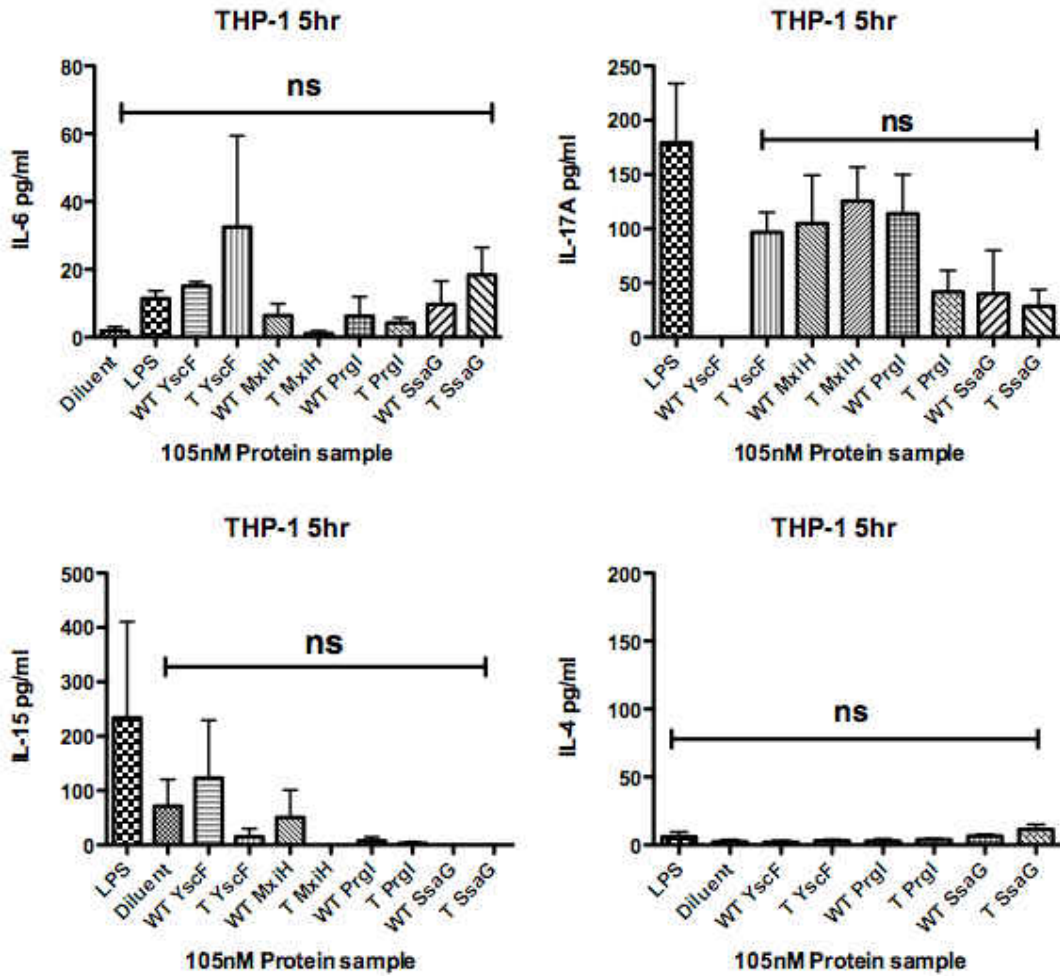 THP-1 5hr
IL-6 pg/ml
80
60
40
20
0
ns
Diluent
LPS
WT YscF
T YscF
WT MxiH
T MxiH
WT PrgI
T PrgI
WT SsaG
T SsaG
105nM Protein sample
THP-1 5hr
IL-17A pg/ml
250
200
150
100
50
0
ns
LPS
WT YscF
T YscF
WT MxiH
T MxiH
WT PrgI
T PrgI
WT SsaG
T SsaG
105nM Protein sample
THP-1 5hr
IL-15 pg/ml
500
400
300
200
100
0
ns
LPS
Diluent
WT YscF
T YscF
WT MxiH
T MxiH
WT PrgI
T PrgI
WT SsaG
T SsaG
105nM Protein sample
THP-1 5hr
IL-4 pg/ml
200
150
100
50
0
ns
LPS
Diluent
WT YscF
T YscF
WT PrgI
T PrgI
WT SsaG
T SsaG
105nM Protein sample